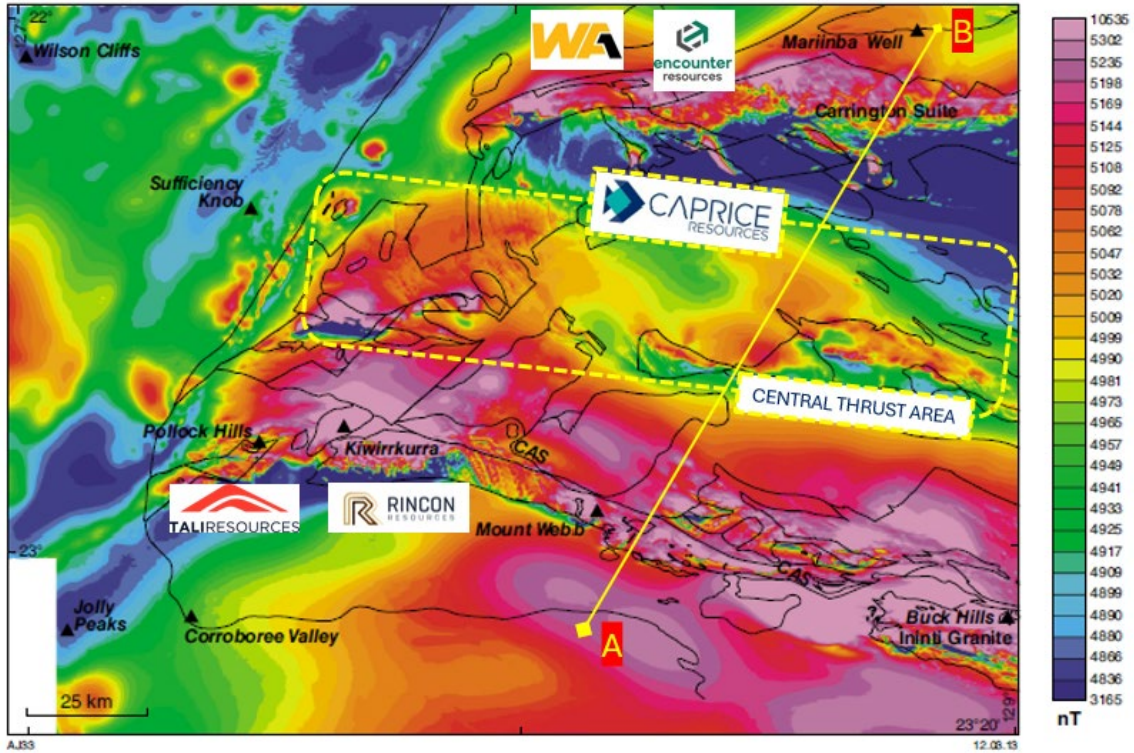 22°
127°
Wilson Cliffs
WA
encounter
resources
Mariinba Well
B
Carrington Suite
Sufficiency
Knob
CAPRICE
RESOURCES
CENTRAL THRUST AREA
Pollock Hills
Kiwirrkurra
CAS
TALIRESOURCES
R RINCON
RESOURCES
Mount Webb
23°
CAS
Jolly
Peaks
Corroboree Valley
A
Buck Hills
Ininti Granite
25 km
23°20'
129°
AJ33
12.08.13
10535
5302
5235
5198
5169
5144
5125
5108
5092
5078
5062
5047
5032
5020
5009
4999
4990
4981
4973
4965
4957
4949
4941
4933
4925
4917
4909
4899
4890
4880
4866
4836
3165
nT